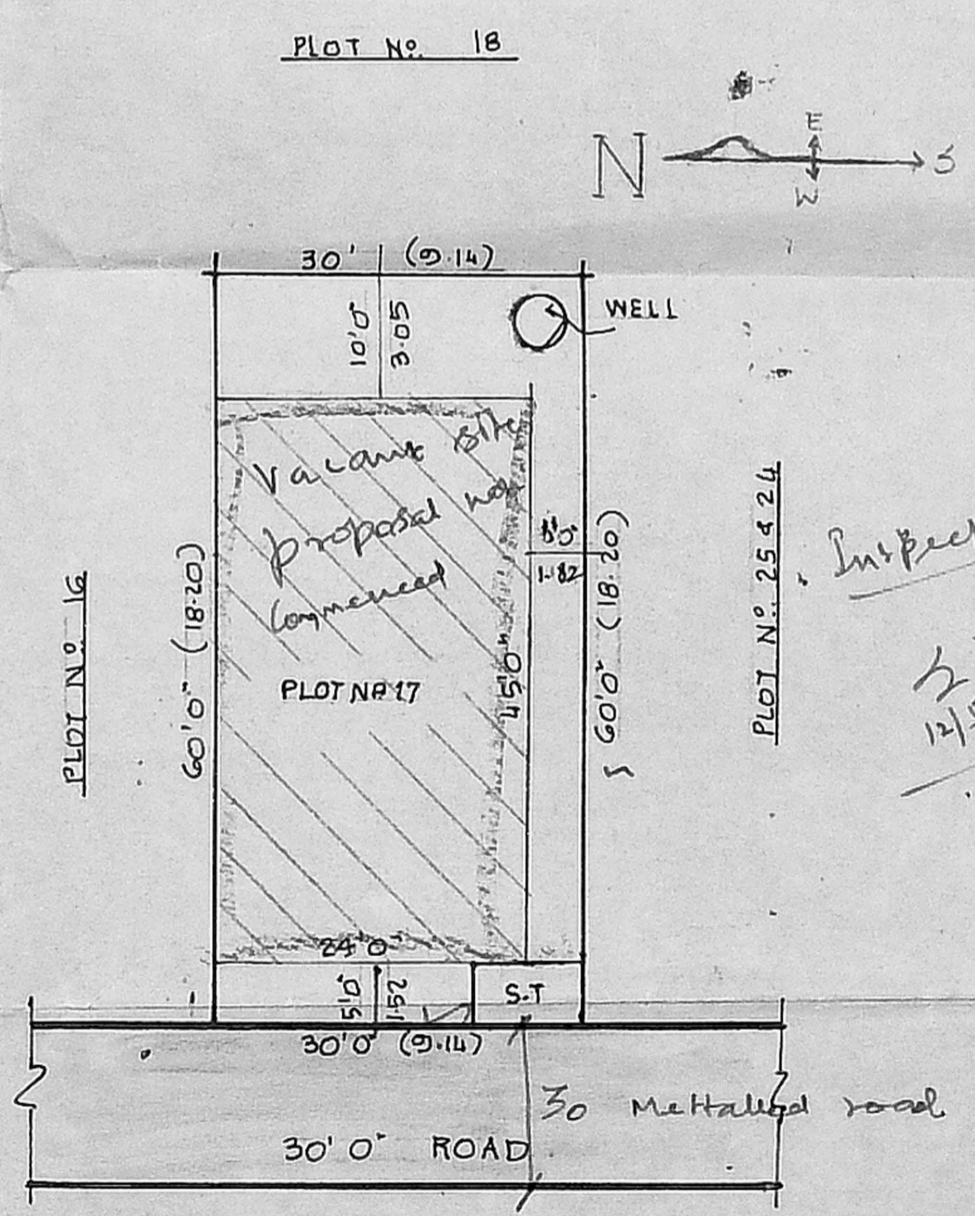 PLOT No. 18
N
E
S
W
30' (9.14)
10'0" 3.05
WELL
Vacant site
proposal not
commenced
6'0"
1.82
PLOT No. 16
60'0" (18.20)
PLOT No 17
45'0"
60'0" (18.20)
PLOT No. 25 & 24
24'0"
5'0" 1.52
S.T
30'0" (9.14)
30 Mettalled road
30'0" ROAD